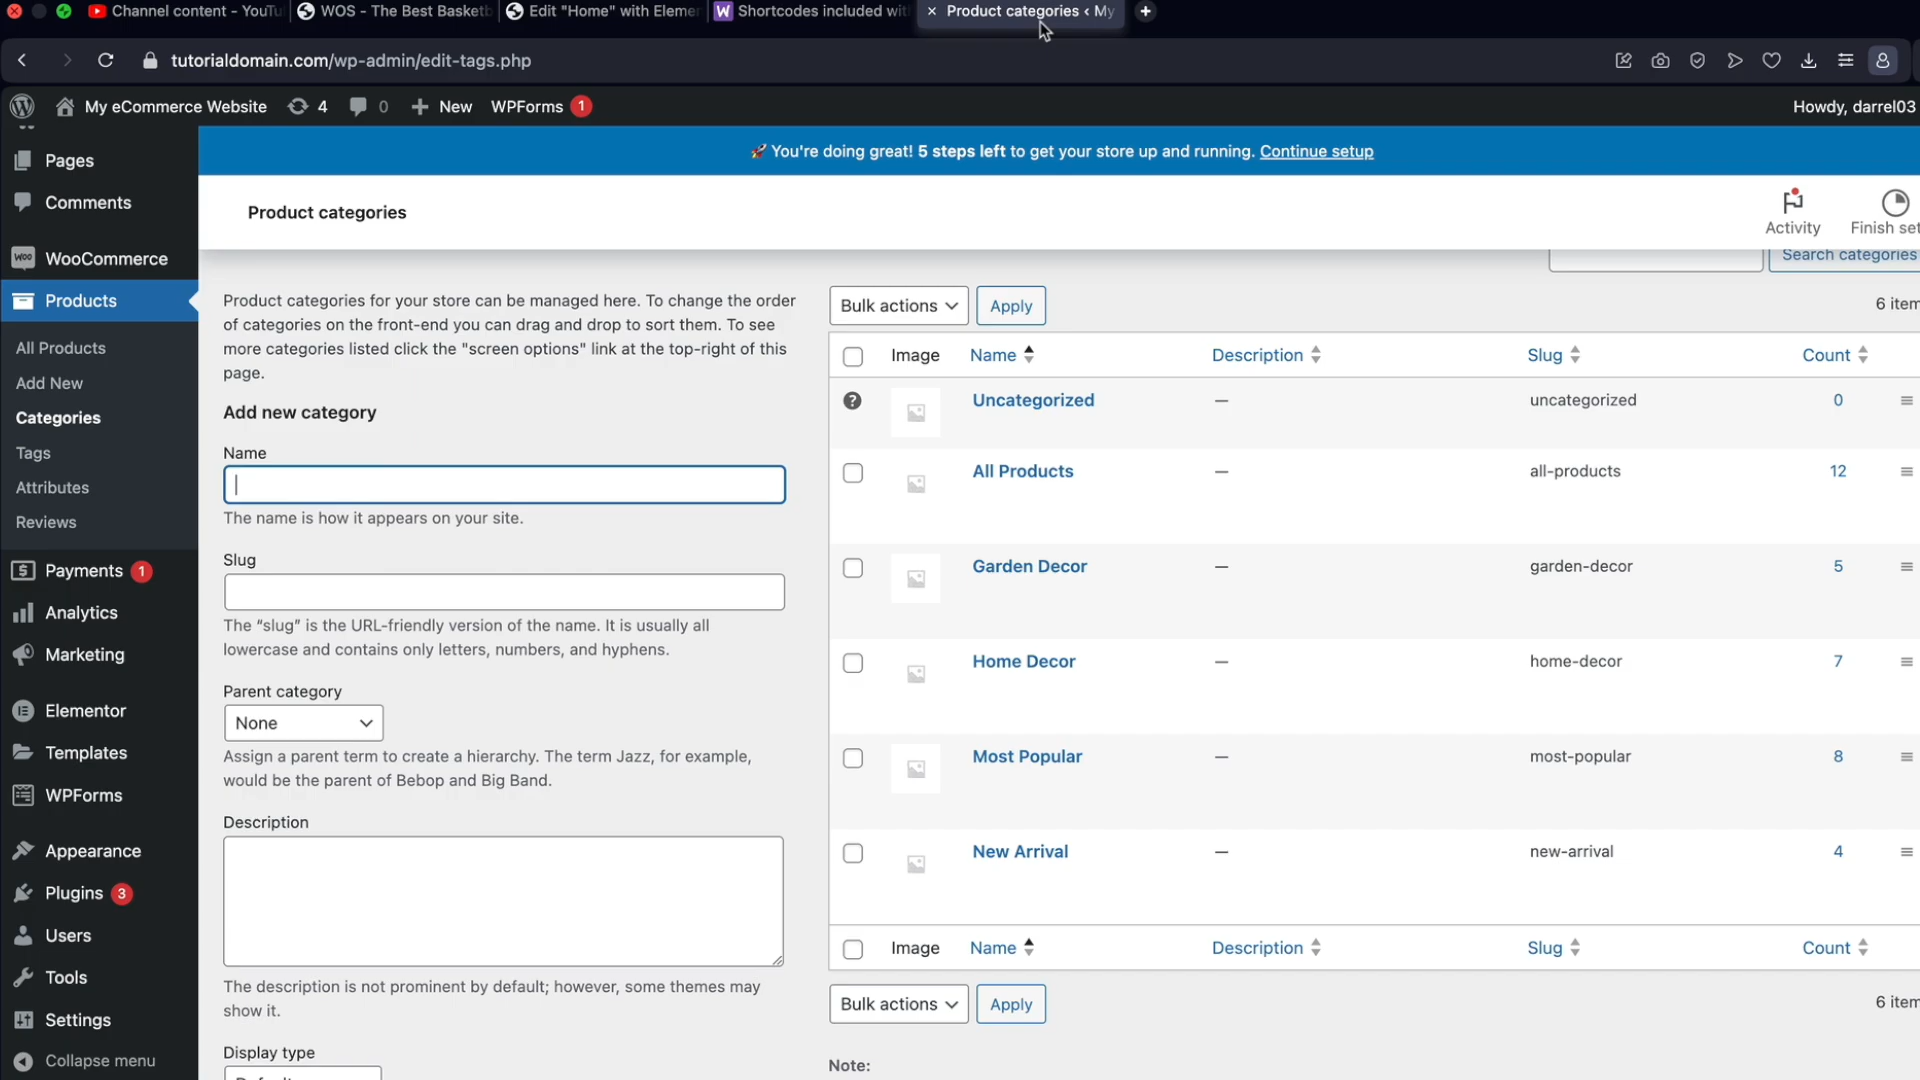 Channel content - YouTu
WOS - The Best Basketb
Edit "Home" with Elemen
Shortcodes included wit
Product categories ‹ My
tutorialdomain.com/wp-admin/edit-tags.php
My eCommerce Website
4
0
New
WPForms
1
Howdy, darrel03
Pages
Comments
WooCommerce
Products
All Products
Add New
Categories
Tags
Attributes
Reviews
Payments 1
Analytics
Marketing
Elementor
Templates
WPForms
Appearance
Plugins 3
Users
Tools
Settings
Collapse menu
You're doing great! 5 steps left to get your store up and running. Continue setup
Product categories
Activity
Finish set
Search categories
Product categories for your store can be managed here. To change the order
of categories on the front-end you can drag and drop to sort them. To see
more categories listed click the "screen options" link at the top-right of this
page.
Add new category
Name
The name is how it appears on your site.
Slug
The “slug” is the URL-friendly version of the name. It is usually all
lowercase and contains only letters, numbers, and hyphens.
Parent category
None
Assign a parent term to create a hierarchy. The term Jazz, for example,
would be the parent of Bebop and Big Band.
Description
The description is not prominent by default; however, some themes may
show it.
Display type
Bulk actions
Apply
6 item
Image Name Description Slug Count
Uncategorized — uncategorized 0
All Products — all-products 12
Garden Decor — garden-decor 5
Home Decor — home-decor 7
Most Popular — most-popular 8
New Arrival — new-arrival 4
Image Name Description Slug Count
Bulk actions
Apply
6 item
Note: